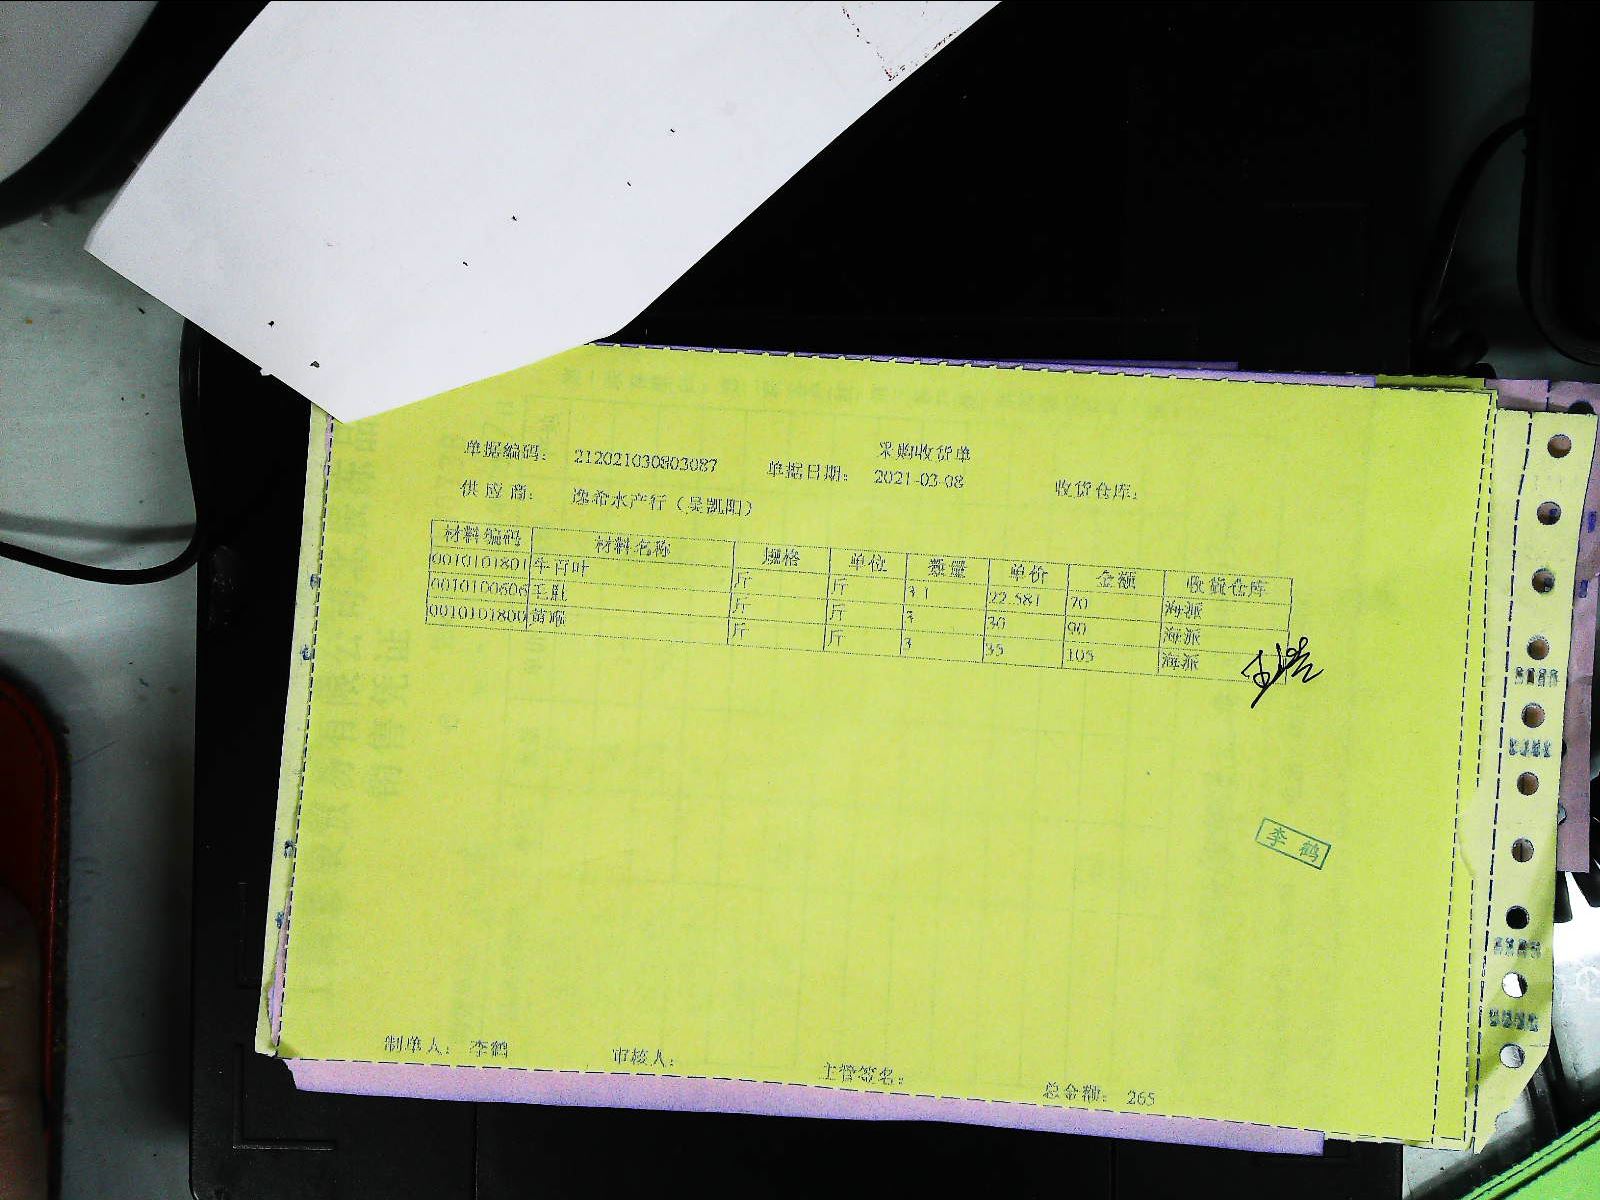 采购收货单
单据编码： 212021030803087 单据日期： 2021-03-08 收货仓库：
供应商： 逸希水产行（吴凯阳）
材料编码 材料名称 规格 单位 数量 单价 金额 收货仓库
0010101801 牛百叶 斤 斤 3.1 22.581 70 海派
0010100606 毛肚 斤 斤 3 30 90 海派
0010101800 黄喉 斤 斤 3 35 105 海派
李鹤
制单人： 李鹤 审核人： 主管签名： 总金额： 265